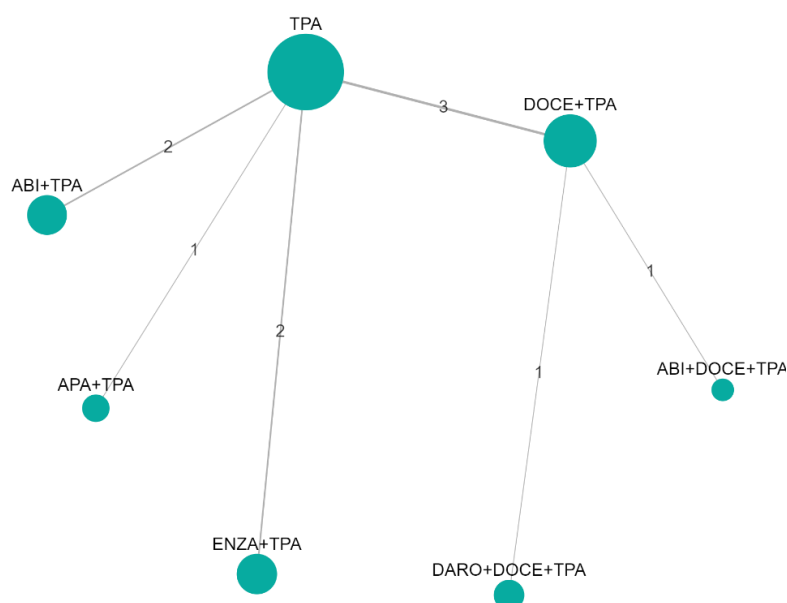 TPA
3
DOCE+TPA
2
ABI+TPA
1
1
2
ABI+DOCE+TPA
1
APA+TPA
ENZA+TPA
DARO+DOCE+TPA